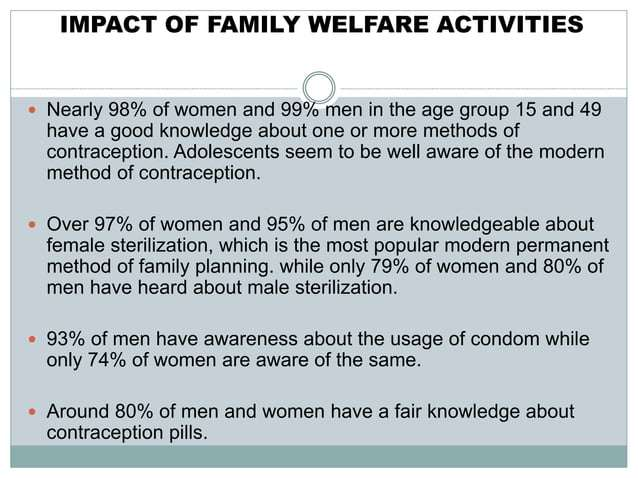 IMPACT OF FAMILY WELFARE ACTIVITIES
• Nearly 98% of women and 99% men in the age group 15 and 49
have a good knowledge about one or more methods of
contraception. Adolescents seem to be well aware of the modern
method of contraception.
• Over 97% of women and 95% of men are knowledgeable about
female sterilization, which is the most popular modern permanent
method of family planning. while only 79% of women and 80% of
men have heard about male sterilization.
• 93% of men have awareness about the usage of condom while
only 74% of women are aware of the same.
• Around 80% of men and women have a fair knowledge about
contraception pills.